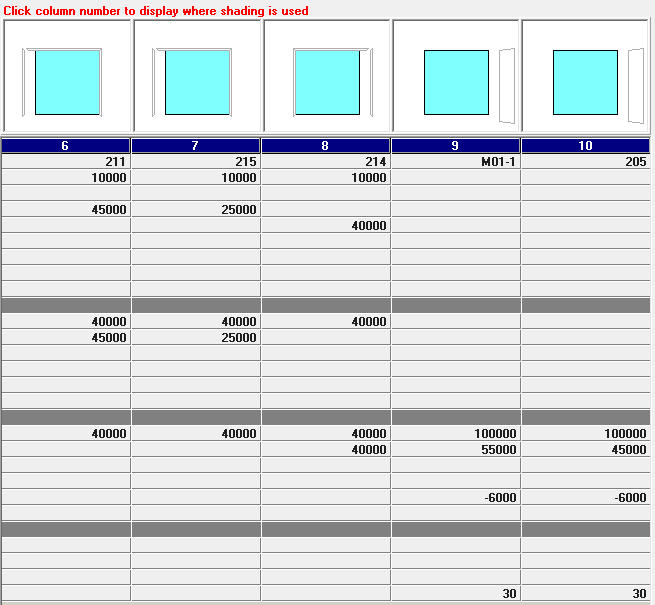 Click column number to display where shading is used
6 7 8 9 10
211 215 214 M01-1 205
10000 10000 10000
45000 25000
40000
40000 40000 40000
45000 25000
40000 40000 40000 100000 100000
40000 55000 45000
-6000 -6000
30 30